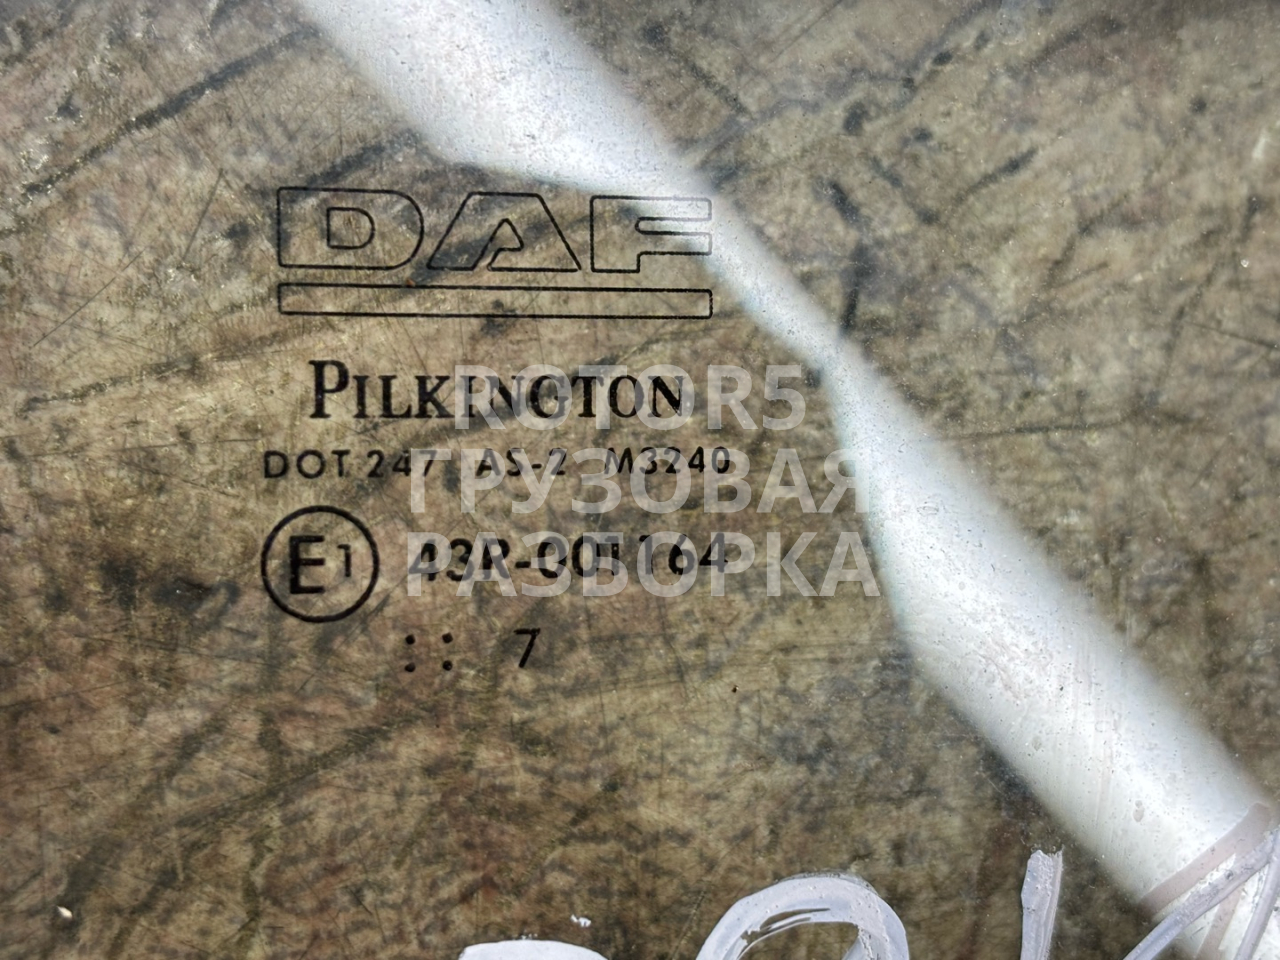 DAF
PILKINGTON
DOT 247 AS-2 M3240
E1 43R-001164
:: 7
ROTOR5
ГРУЗОВАЯ
РАЗБОРКА